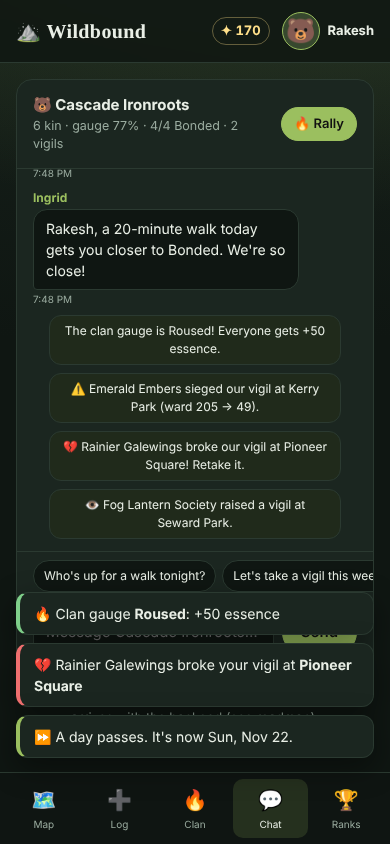 Wildbound
✦ 170
Rakesh
🐻 Cascade Ironroots
6 kin · gauge 77% · 4/4 Bonded · 2
vigils
🔥 Rally
7:48 PM
Ingrid
Rakesh, a 20-minute walk today
gets you closer to Bonded. We're so
close!
7:48 PM
The clan gauge is Roused! Everyone gets +50
essence.
⚠️ Emerald Embers sieged our vigil at Kerry
Park (ward 205 → 49).
💔 Rainier Galewings broke our vigil at Pioneer
Square! Retake it.
👁️ Fog Lantern Society raised a vigil at
Seward Park.
Who's up for a walk tonight?
Let's take a vigil this wee
🔥 Clan gauge Roused: +50 essence
💔 Rainier Galewings broke your vigil at Pioneer
Square
⏩ A day passes. It's now Sun, Nov 22.
Map
Log
Clan
Chat
Ranks